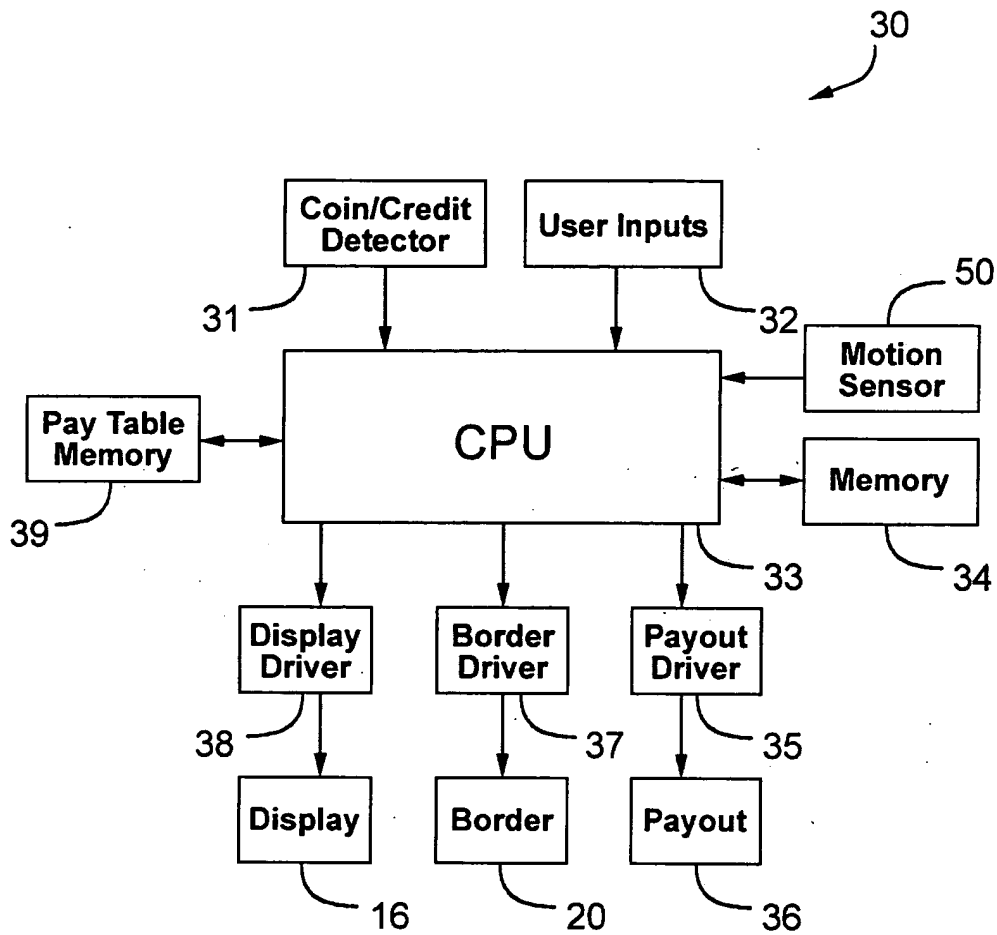 30
Coin/Credit
Detector
User Inputs
31
32
50
Motion
Sensor
Pay Table
Memory
CPU
Memory
39
33
34
Display
Driver
Border
Driver
Payout
Driver
38
37
35
Display
Border
Payout
16
20
36